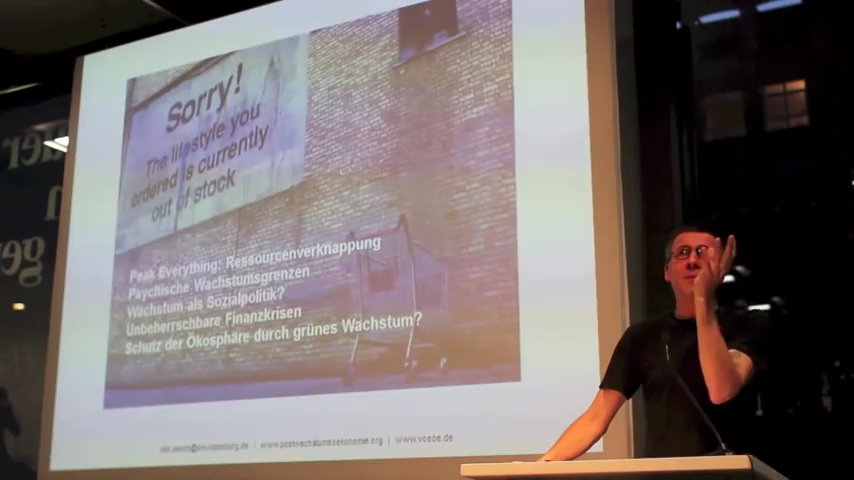 Sorry!
The lifestyle you
ordered is currently
out of stock
Peak Everything: Ressourcenverknappung
Psychische Wachstumsgrenzen
Wachstum als Sozialpolitik?
Unbeherrschbare Finanzkrisen
Schutz der Ökosphäre durch grünes Wachstum?
| www.postwachstumsoekonomie.org | www.voeoe.de